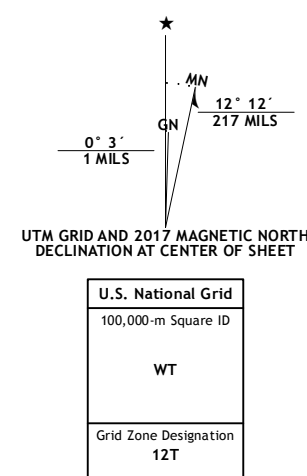 ★
MN
GN
12° 12´
217 MILS
0° 3´
1 MILS
UTM GRID AND 2017 MAGNETIC NORTH
DECLINATION AT CENTER OF SHEET
U.S. National Grid
100,000-m Square ID
WT
Grid Zone Designation
12T